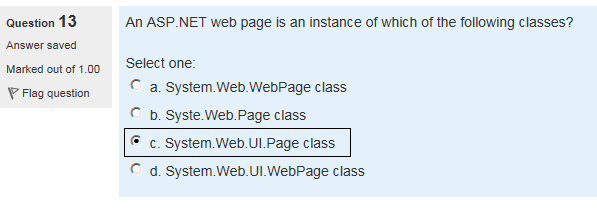 Question 13
Answer saved
Marked out of 1.00
Flag question
An ASP.NET web page is an instance of which of the following classes?
Select one:
a. System.Web.WebPage class
b. Syste.Web.Page class
c. System.Web.UI.Page class
d. System.Web.UI.WebPage class